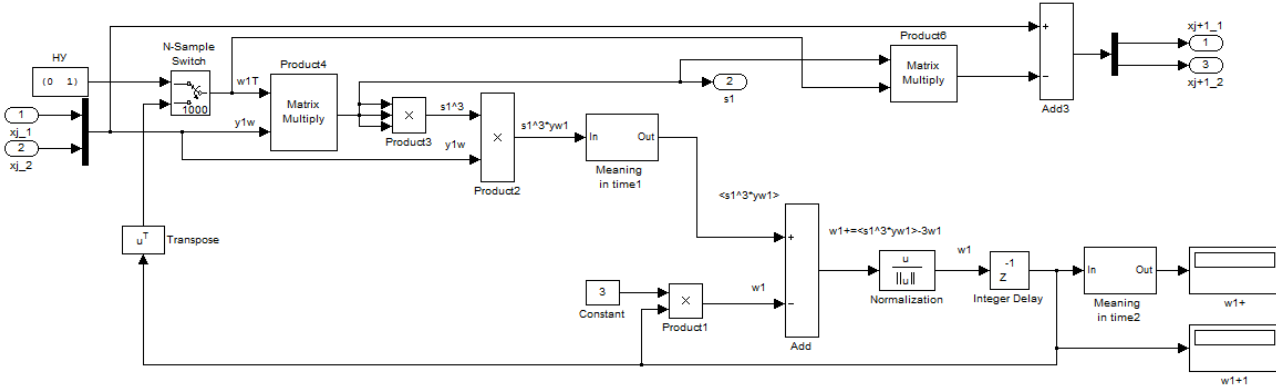 xj+1_1
1
3
xj+1_2
Product6
Matrix
Multiply
+
−
Add3
N-Sample
Switch
НУ
(0 1)
1000
w1T
Product4
Matrix
Multiply
y1w
2
s1
1
xj_1
2
xj_2
×
Product3
s1^3
y1w
×
Product2
s1^3*yw1
In
Out
Meaning
in time1
<s1^3*yw1>
u^T
Transpose
+
−
Add
w1+=<s1^3*yw1>-3w1
u
||u||
Normalization
w1
-1
Z
Integer Delay
In
Out
Meaning
in time2
w1+
3
Constant
×
Product1
w1
w1+1